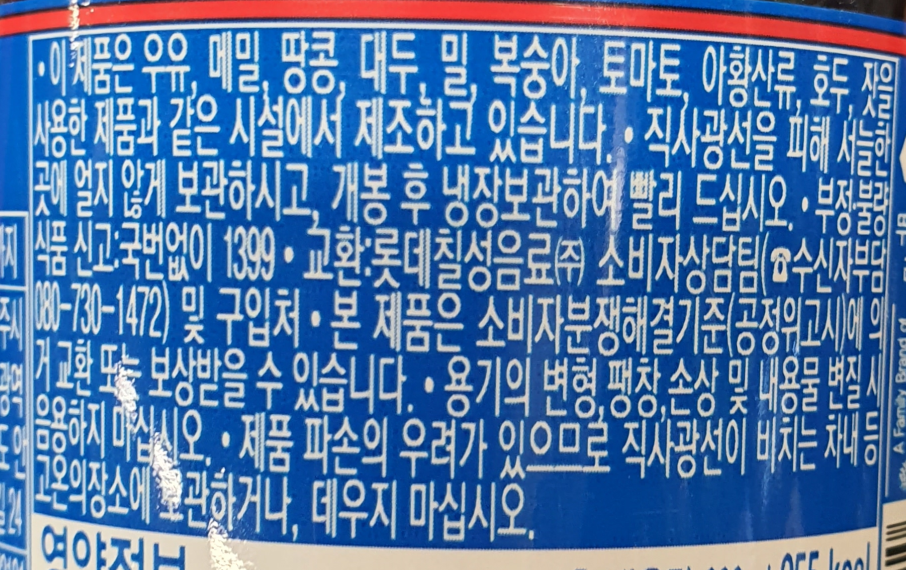 • 이 제품은 우유, 메밀, 땅콩, 대두, 밀, 복숭아, 토마토, 아황산류, 호두, 잣을
사용한 제품과 같은 시설에서 제조하고 있습니다. • 직사광선을 피해 서늘한
곳에 얼지 않게 보관하시고, 개봉 후 냉장보관하여 빨리 드십시오. • 부정·불량
식품 신고:국번없이 1399 • 교환:롯데칠성음료㈜ 소비자상담팀(☎수신자부담
080-730-1472) 및 구입처 • 본 제품은 소비자분쟁해결기준(공정위고시)에 의
거 교환 또는 보상받을 수 있습니다. • 용기의 변형,팽창,손상 및 내용물 변질 시
음용하지 마십시오. • 제품 파손의 우려가 있으므로 직사광선이 비치는 차내 등
고온의장소에 보관하거나, 데우지 마십시오.
영양정보
A Family Brand of